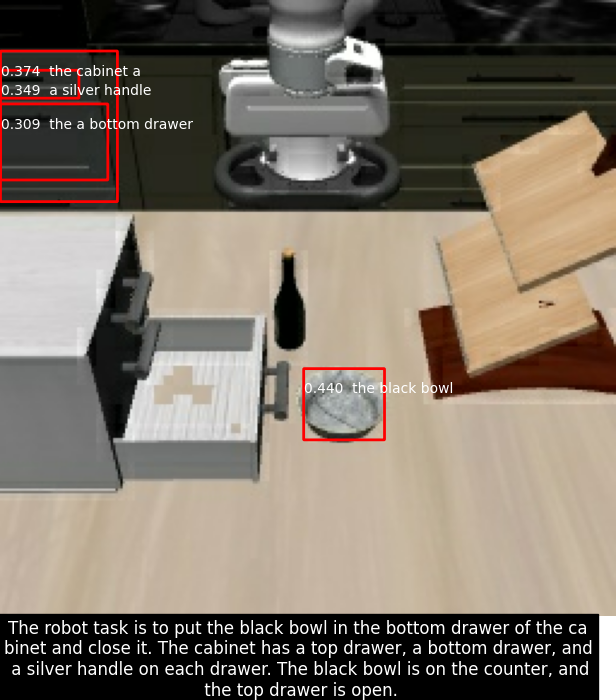 0.374 the cabinet a
0.349 a silver handle
0.309 the a bottom drawer
0.440 the black bowl
The robot task is to put the black bowl in the bottom drawer of the ca
binet and close it. The cabinet has a top drawer, a bottom drawer, and
a silver handle on each drawer. The black bowl is on the counter, and
the top drawer is open.